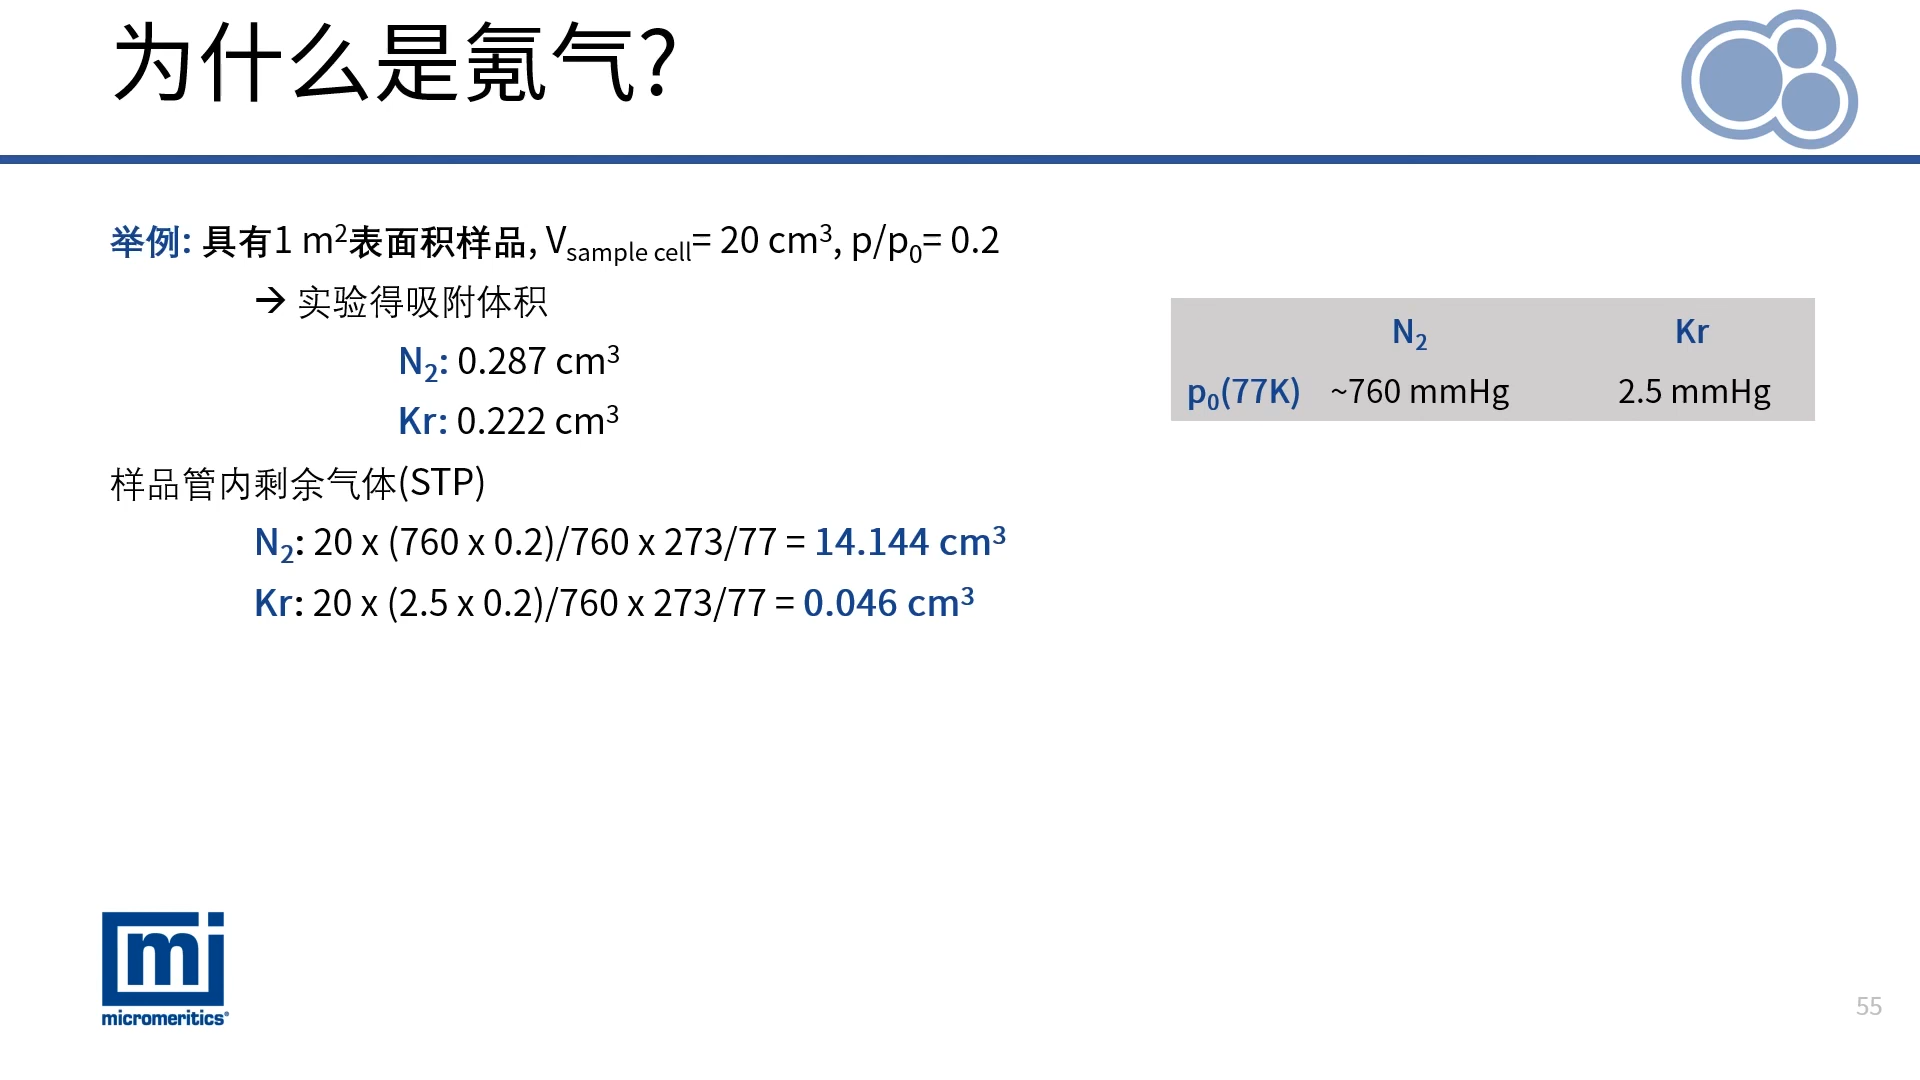 为什么是氪气?
举例: 具有1 m²表面积样品, Vsample cell= 20 cm³, p/p₀= 0.2
→ 实验得吸附体积
N₂: 0.287 cm³
Kr: 0.222 cm³
N₂ Kr
p₀(77K) ~760 mmHg 2.5 mmHg
样品管内剩余气体(STP)
N₂: 20 x (760 x 0.2)/760 x 273/77 = 14.144 cm³
Kr: 20 x (2.5 x 0.2)/760 x 273/77 = 0.046 cm³
mi
micromeritics®
55